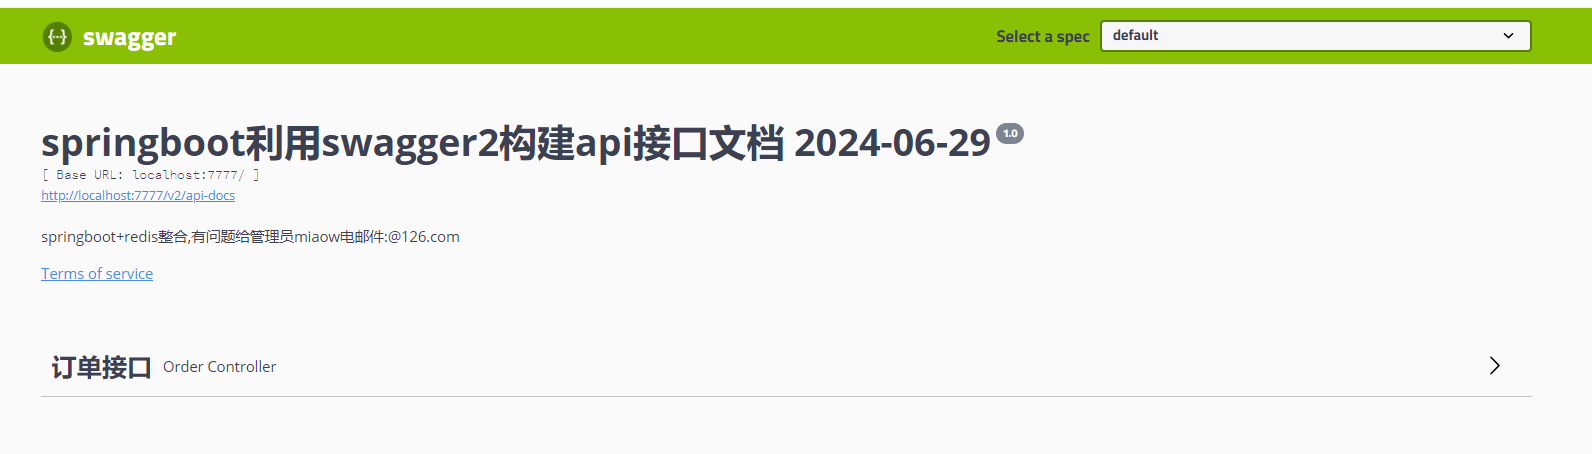 swagger
Select a spec
default
springboot利用swagger2构建api接口文档 2024-06-29 1.0
[ Base URL: localhost:7777/ ]
http://localhost:7777/v2/api-docs
springboot+redis整合,有问题给管理员miaow电邮件:@126.com
Terms of service
订单接口 Order Controller